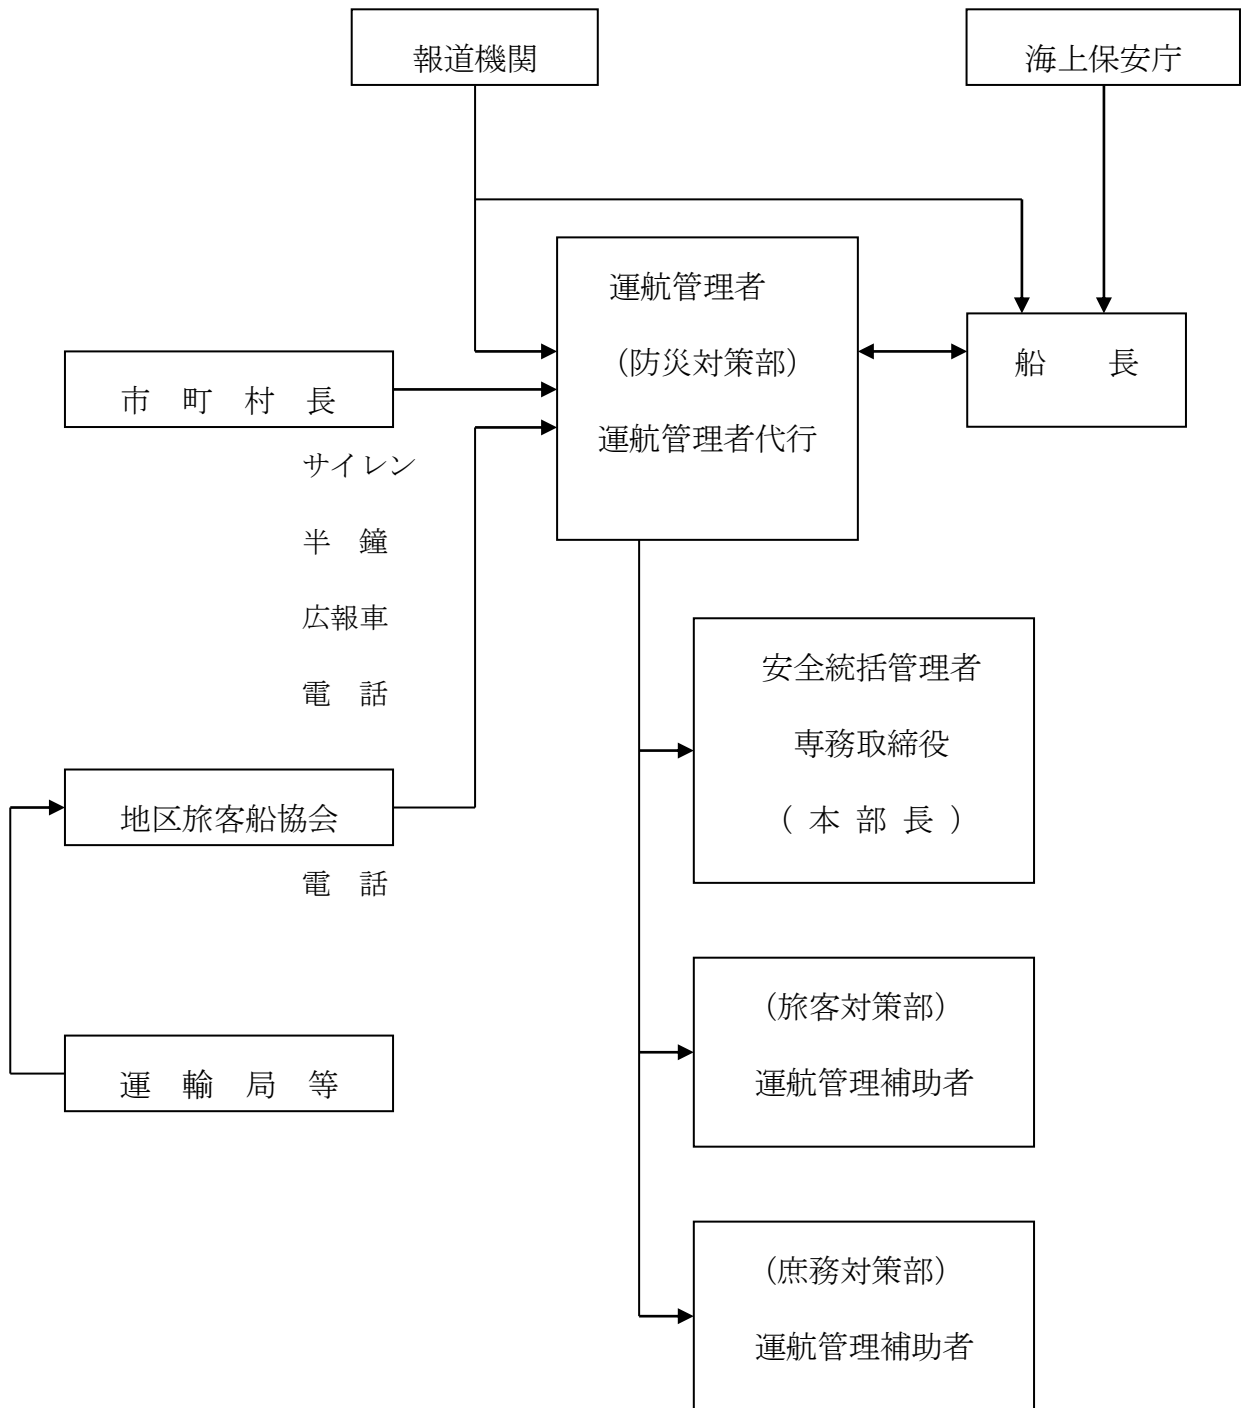 報道機関
海上保安庁
運航管理者
（防災対策部）
運航管理者代行
船　　長
市　町　村　長
サイレン
半　鐘
広報車
電　話
地区旅客船協会
電　話
運　輸　局　等
安全統括管理者
専務取締役
（ 本 部 長 ）
（旅客対策部）
運航管理補助者
（庶務対策部）
運航管理補助者